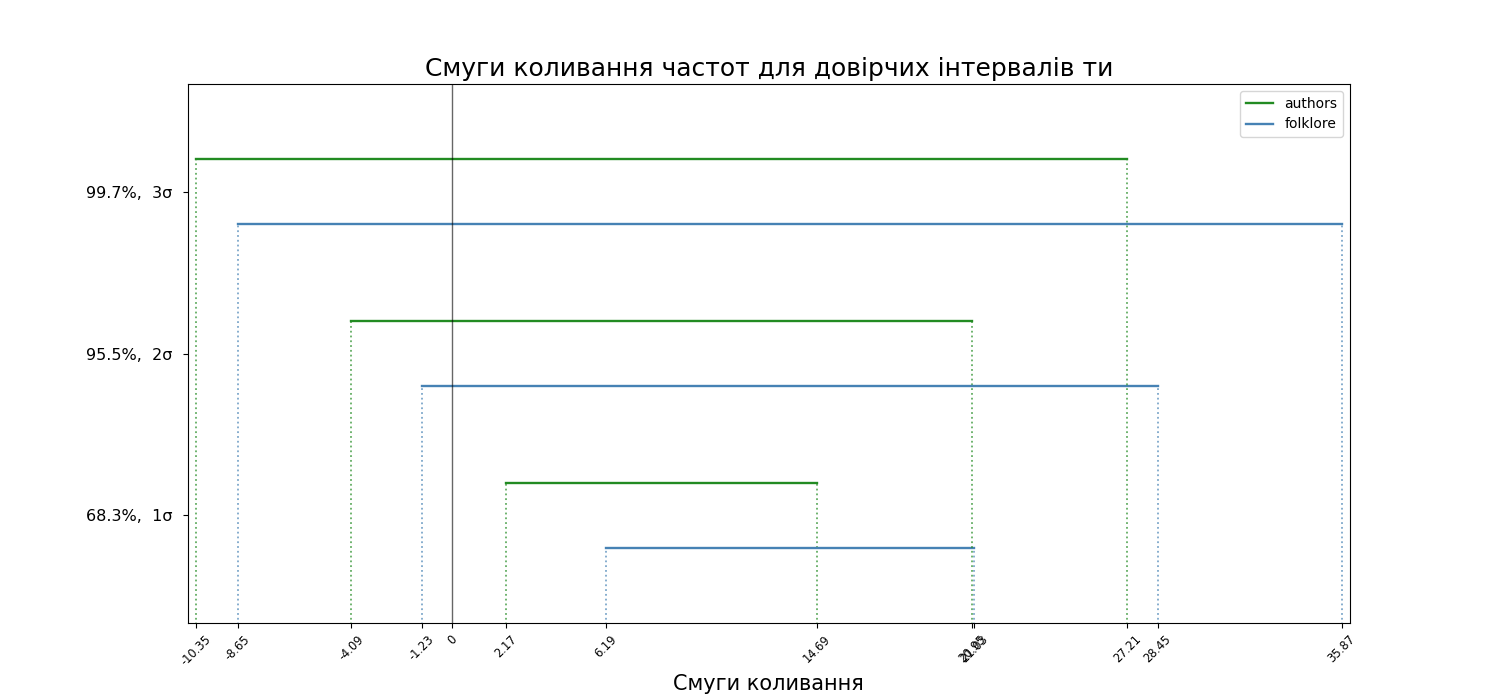 Смуги коливання частот для довірчих інтервалів ти
authors
folklore
99.7%, 3σ
95.5%, 2σ
68.3%, 1σ
-10.35
-8.65
-4.09
-1.23
0
2.17
6.19
14.69
27.21
28.45
35.87
Смуги коливання